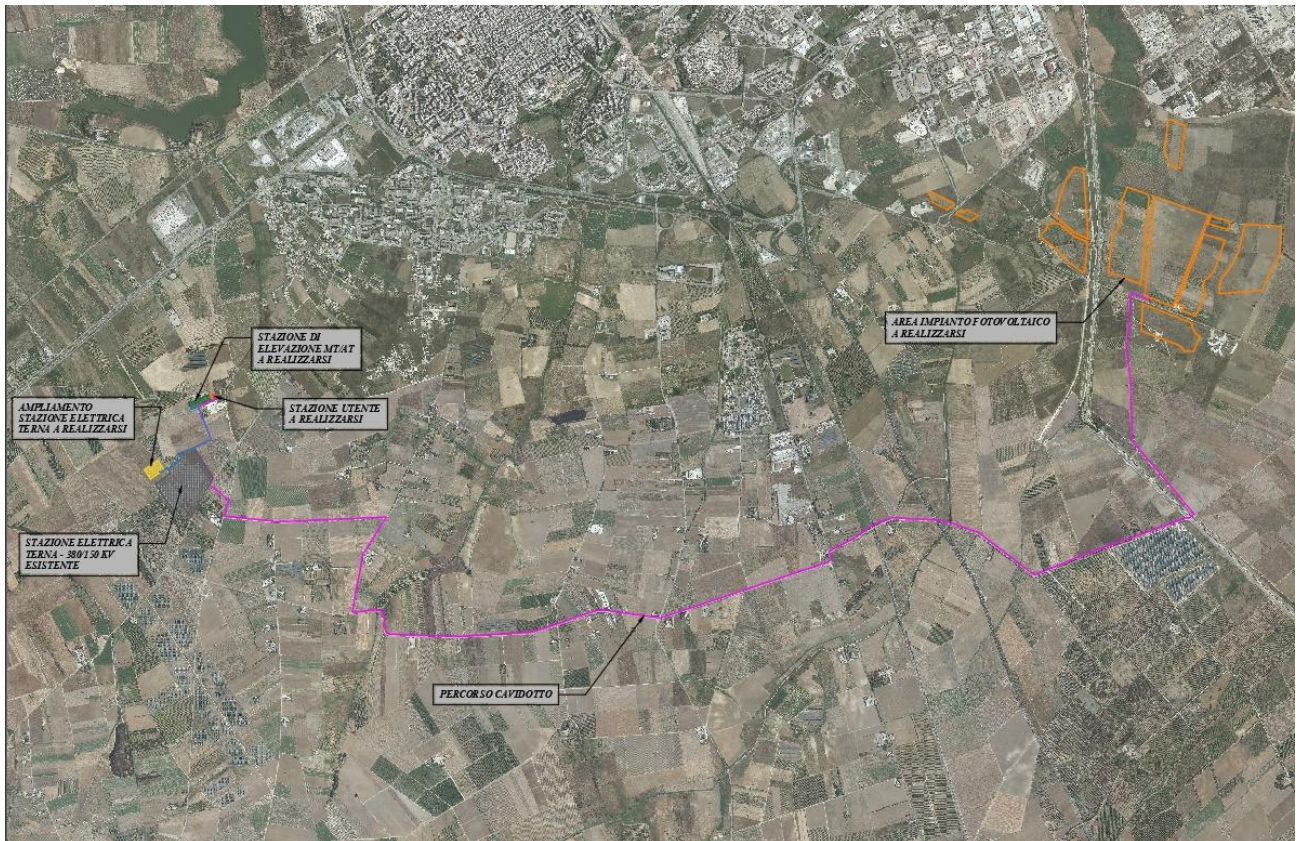 AREA IMPIANTO FOTOVOLTAICO
A REALIZZARSI
STAZIONE DI
ELEVAZIONE MT/AT
A REALIZZARSI
STAZIONE UTENTE
A REALIZZARSI
AMPLIAMENTO
STAZIONE ELETTRICA
TERNA A REALIZZARSI
STAZIONE ELETTRICA
TERNA - 380/150 KV
ESISTENTE
PERCORSO CAVIDOTTO